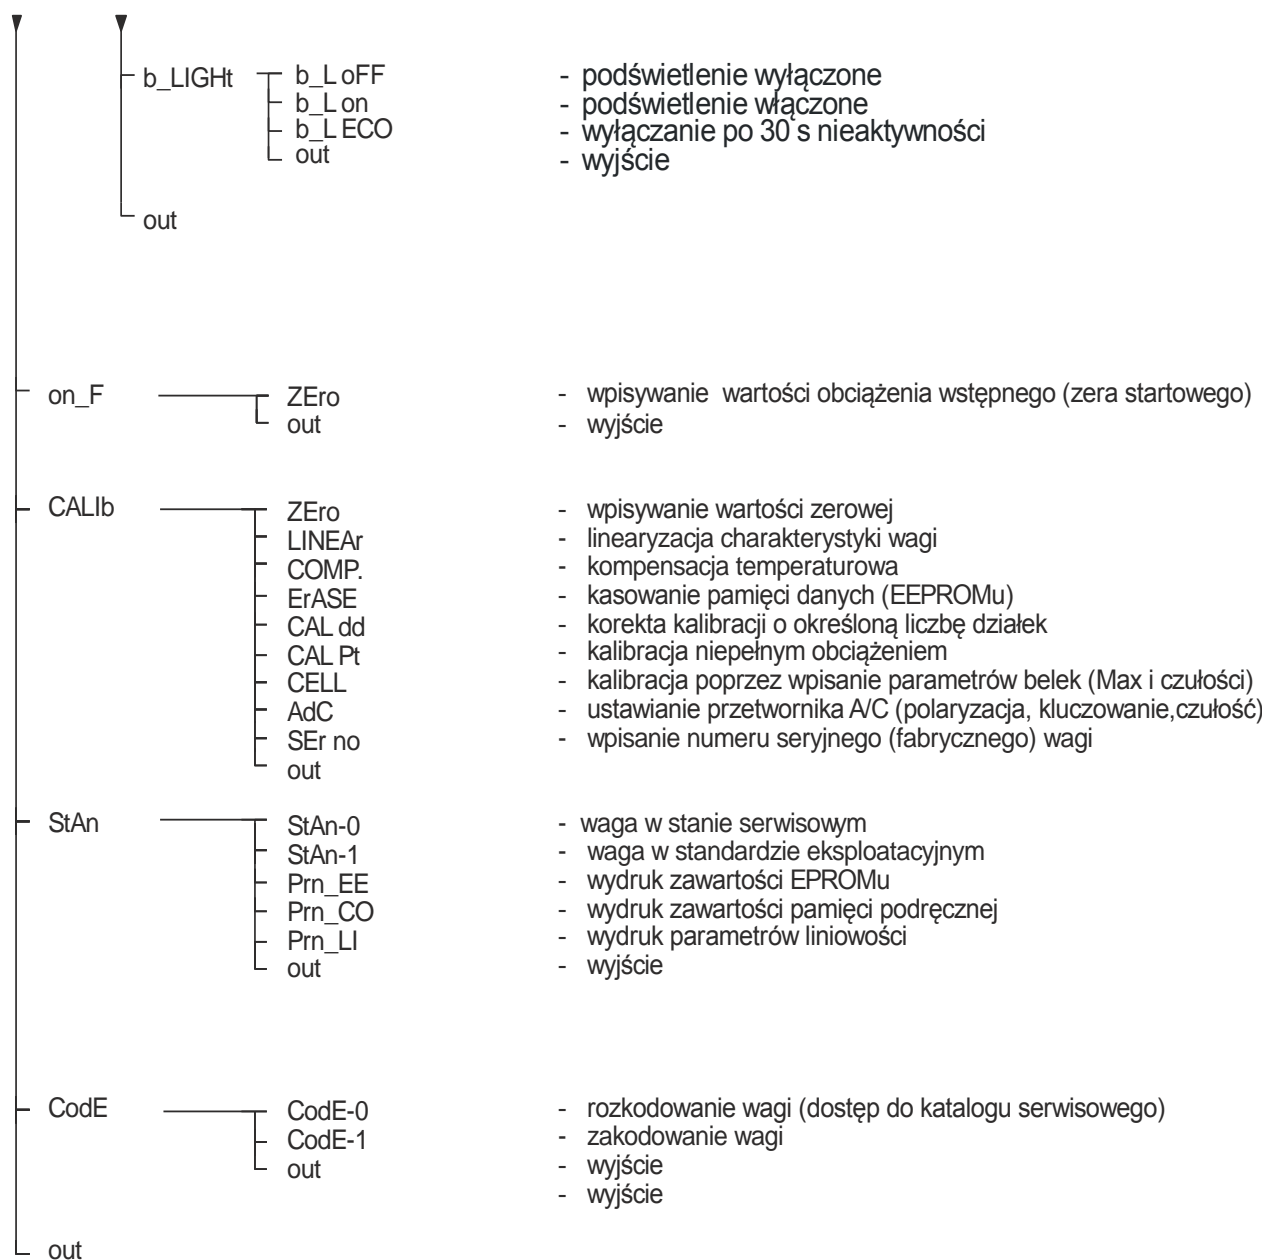 b_LIGHt b_L oFF - podświetlenie wyłączone
b_L on - podświetlenie włączone
b_L ECO - wyłączanie po 30 s nieaktywności
out - wyjście
out
on_F ZEro - wpisywanie wartości obciążenia wstępnego (zera startowego)
out - wyjście
CALIb ZEro - wpisywanie wartości zerowej
LINEAr - linearyzacja charakterystyki wagi
COMP. - kompensacja temperaturowa
ErASE - kasowanie pamięci danych (EEPROMu)
CAL dd - korekta kalibracji o określoną liczbę działek
CAL Pt - kalibracja niepełnym obciążeniem
CELL - kalibracja poprzez wpisanie parametrów belek (Max i czułości)
AdC - ustawianie przetwornika A/C (polaryzacja, kluczowanie,czułość)
SEr no - wpisanie numeru seryjnego (fabrycznego) wagi
out
StAn StAn-0 - waga w stanie serwisowym
StAn-1 - waga w standardzie eksploatacyjnym
Prn_EE - wydruk zawartości EPROMu
Prn_CO - wydruk zawartości pamięci podręcznej
Prn_LI - wydruk parametrów liniowości
out - wyjście
CodE CodE-0 - rozkodowanie wagi (dostęp do katalogu serwisowego)
CodE-1 - zakodowanie wagi
out - wyjście
- wyjście
out